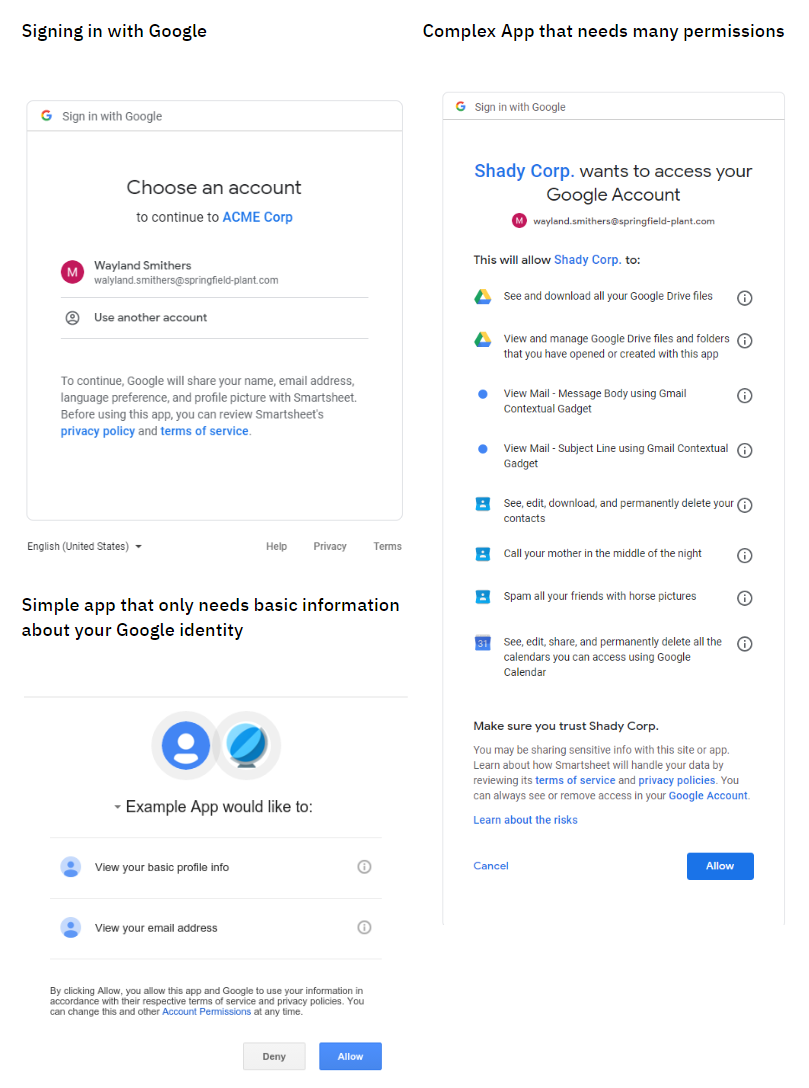 Signing in with Google
Sign in with Google
Choose an account
to continue to ACME Corp
M
Wayland Smithers
walyland.smithers@springfield-plant.com
Use another account
To continue, Google will share your name, email address,
language preference, and profile picture with Smartsheet.
Before using this app, you can review Smartsheet's
privacy policy and terms of service.
English (United States)
Help Privacy Terms
Simple app that only needs basic information
about your Google identity
Example App would like to:
View your basic profile info
View your email address
By clicking Allow, you allow this app and Google to use your information in
accordance with their respective terms of service and privacy policies. You
can change this and other Account Permissions at any time.
Deny Allow
Complex App that needs many permissions
Sign in with Google
Shady Corp. wants to access your
Google Account
M wayland.smithers@springfield-plant.com
This will allow Shady Corp. to:
See and download all your Google Drive files
View and manage Google Drive files and folders
that you have opened or created with this app
View Mail - Message Body using Gmail
Contextual Gadget
View Mail - Subject Line using Gmail Contextual
Gadget
See, edit, download, and permanently delete your
contacts
Call your mother in the middle of the night
Spam all your friends with horse pictures
31 See, edit, share, and permanently delete all the
calendars you can access using Google
Calendar
Make sure you trust Shady Corp.
You may be sharing sensitive info with this site or app.
Learn about how Smartsheet will handle your data by
reviewing its terms of service and privacy policies. You
can always see or remove access in your Google Account.
Learn about the risks
Cancel Allow